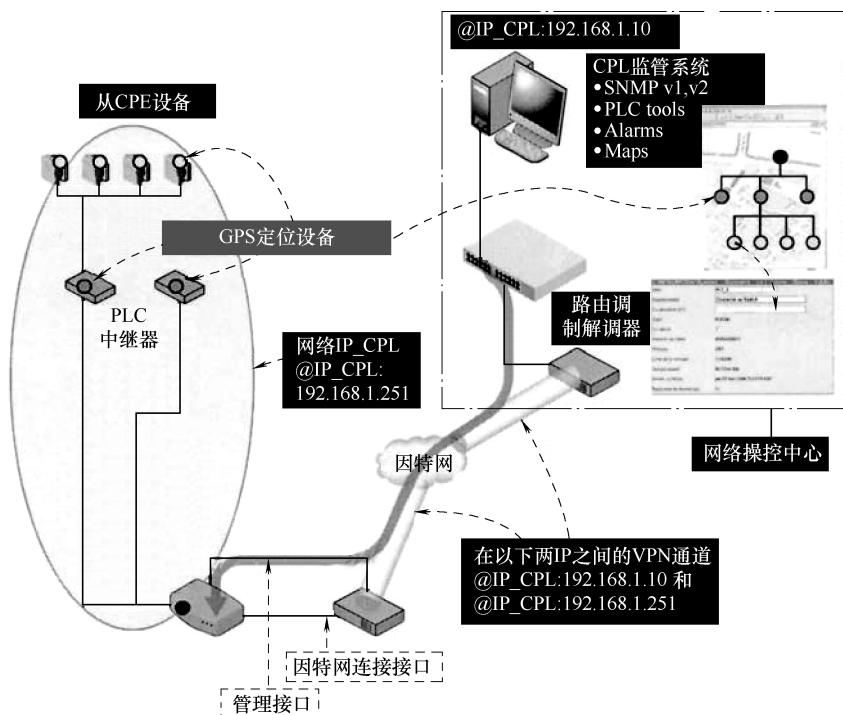 @IP_CPL:192.168.1.10
CPL监管系统
•SNMP v1,v2
•PLC tools
•Alarms
•Maps
从CPE设备
GPS定位设备
PLC
中继器
网络IP_CPL
@IP_CPL:
192.168.1.251
路由调
制解调器
网络操控中心
因特网
在以下两IP之间的VPN通道
@IP_CPL:192.168.1.10 和
@IP_CPL:192.168.1.251
因特网连接接口
管理接口